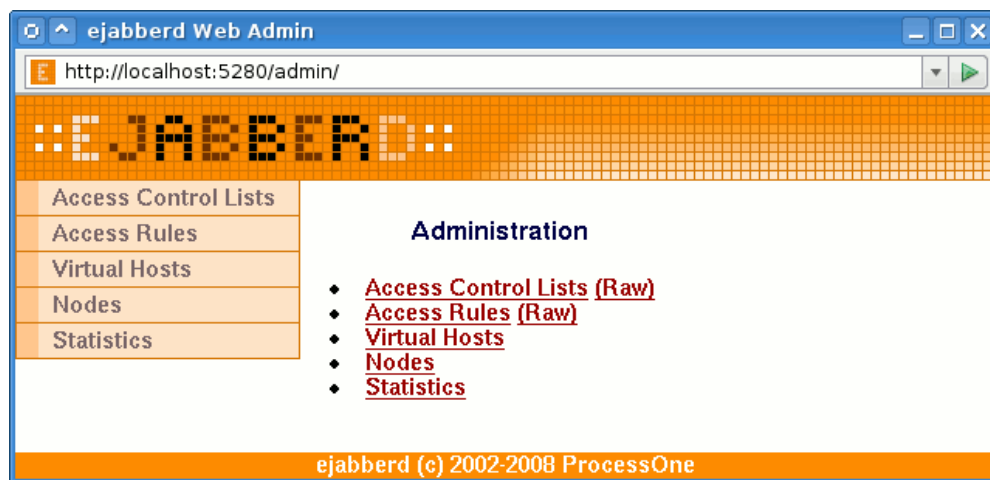 ejabberd Web Admin
http://localhost:5280/admin/
::EJABBERD::
Access Control Lists
Access Rules
Virtual Hosts
Nodes
Statistics
Administration
Access Control Lists (Raw)
Access Rules (Raw)
Virtual Hosts
Nodes
Statistics
ejabberd (c) 2002-2008 ProcessOne